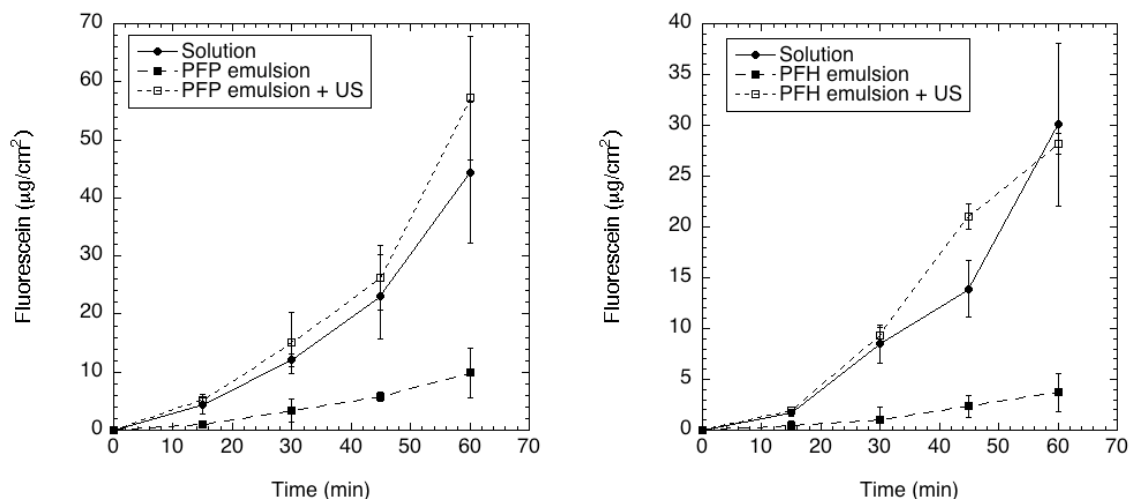 Solution
PFP emulsion
PFP emulsion + US
Fluorescein (µg/cm²)
70
60
50
40
30
20
10
0
0 10 20 30 40 50 60 70
Time (min)
Solution
PFH emulsion
PFH emulsion + US
Fluorescein (µg/cm²)
40
35
30
25
20
15
10
5
0
0 10 20 30 40 50 60 70
Time (min)